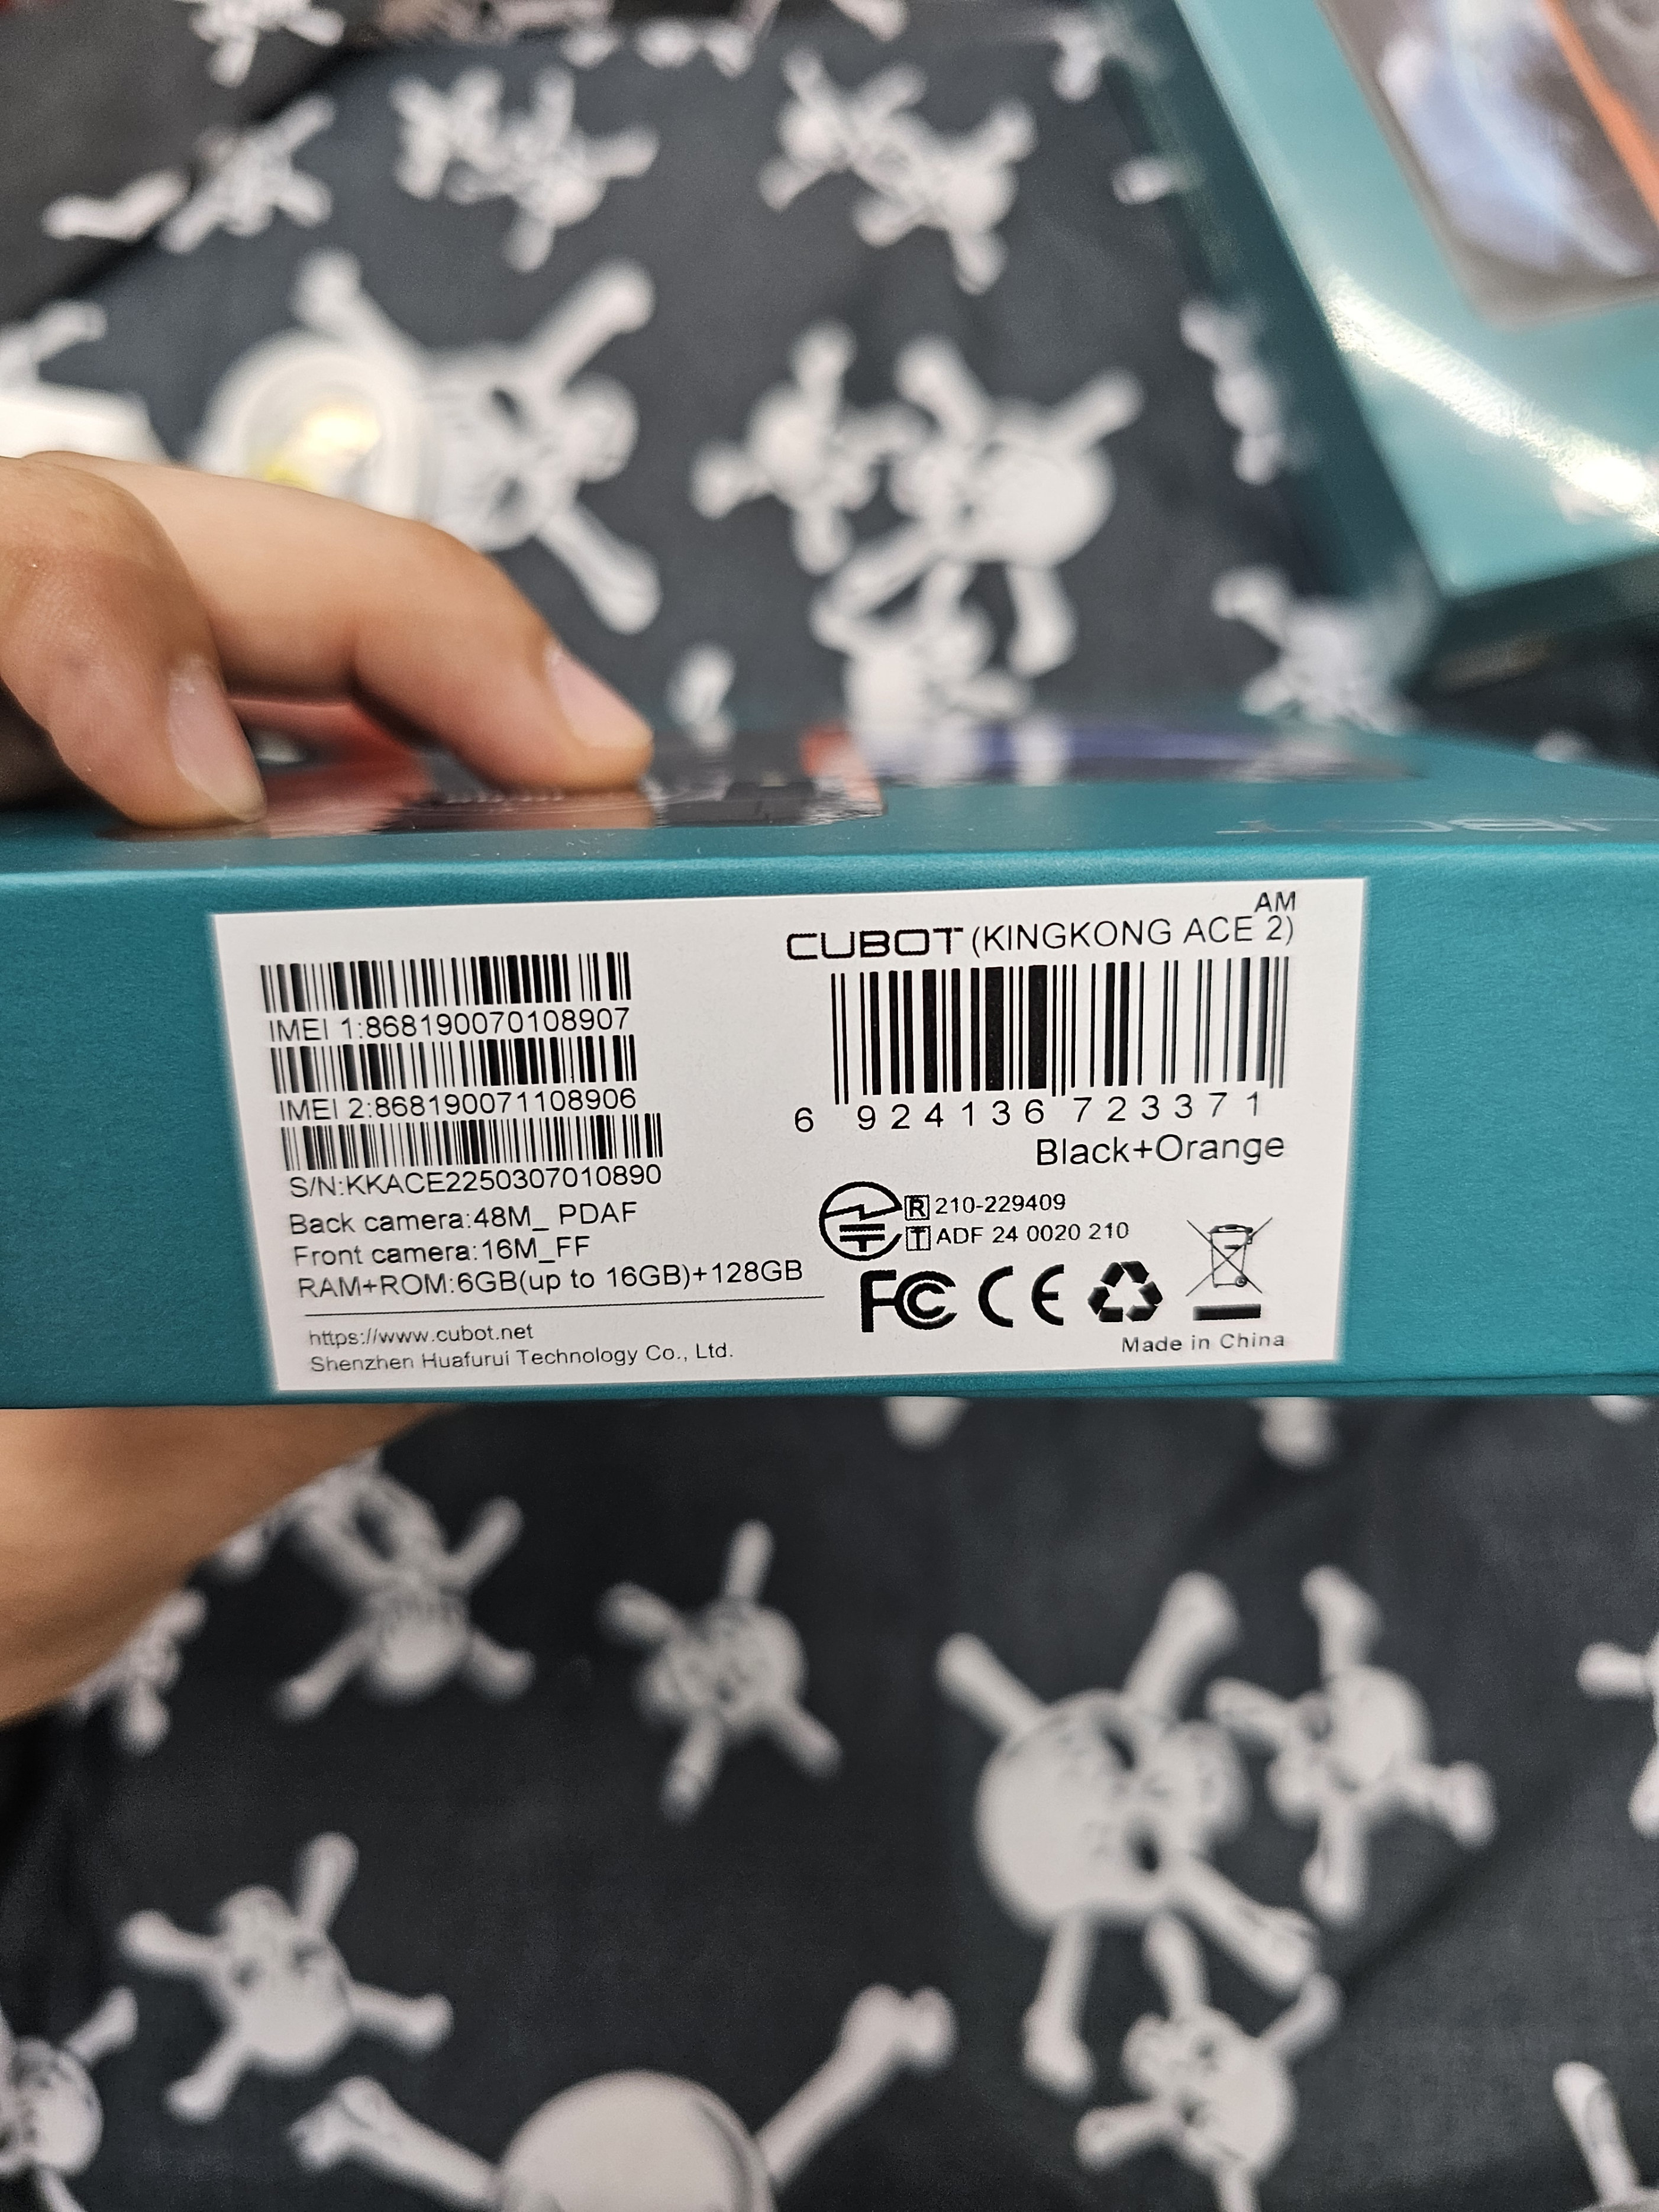 AM
CUBOT (KINGKONG ACE 2)
IMEI 1:868190070108907
IMEI 2:868190071108906
S/N:KKACE2250307010890
Back camera:48M_ PDAF
Front camera:16M_FF
RAM+ROM:6GB(up to 16GB)+128GB
https://www.cubot.net
Shenzhen Huafurui Technology Co., Ltd.
6 924136 723371
Black+Orange
R 210-229409
T ADF 24 0020 210
FC CE
Made in China